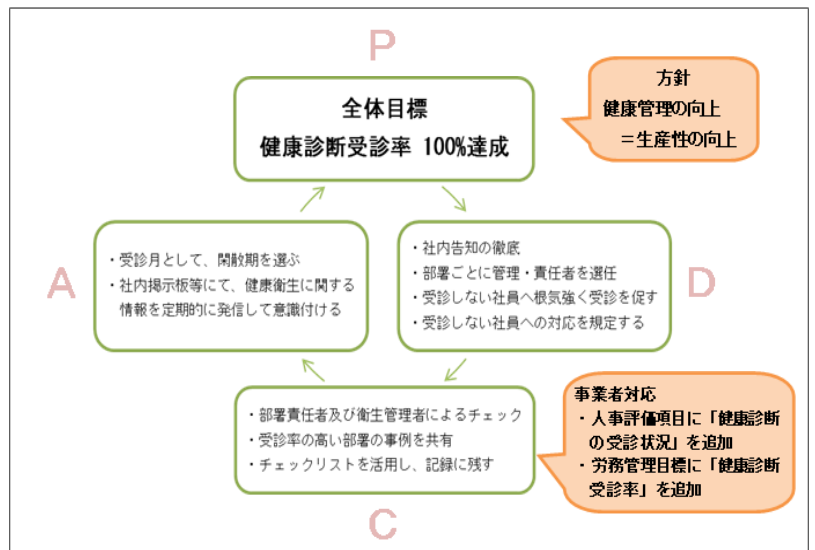 P
全体目標
健康診断受診率 100%達成
方針
健康管理の向上
＝生産性の向上
A
・受診月として、閑散期を選ぶ
・社内掲示板等にて、健康衛生に関する
情報を定期的に発信して意識付ける
・社内告知の徹底
・部署ごとに管理・責任者を選任
・受診しない社員へ根気強く受診を促す
・受診しない社員への対応を規定する
D
・部署責任者及び衛生管理者によるチェック
・受診率の高い部署の事例を共有
・チェックリストを活用し、記録に残す
事業者対応
・人事評価項目に「健康診断
の受診状況」を追加
・労務管理目標に「健康診断
受診率」を追加
C